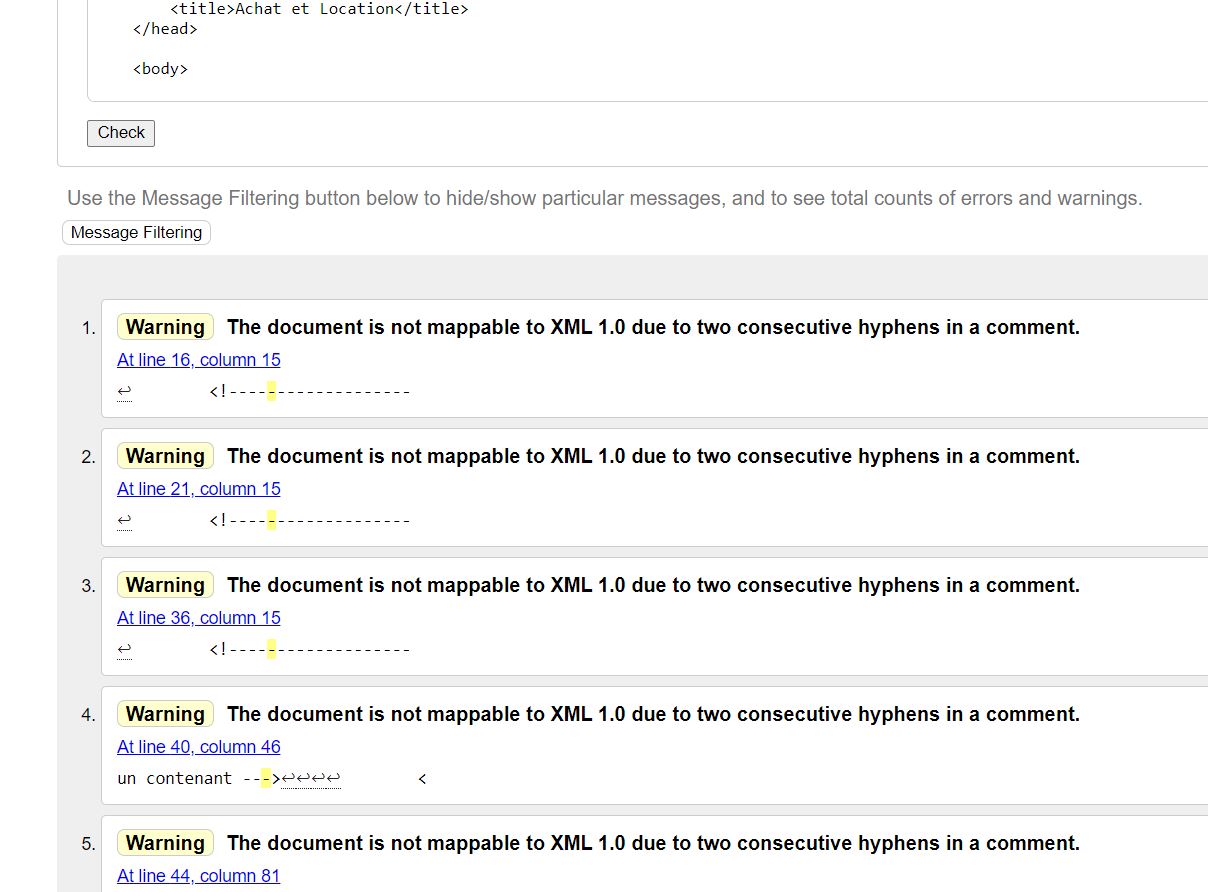 <title>Achat et Location</title>
</head>
<body>
Check
Use the Message Filtering button below to hide/show particular messages, and to see total counts of errors and warnings.
Message Filtering
1. Warning The document is not mappable to XML 1.0 due to two consecutive hyphens in a comment.
At line 16, column 15
↩ <!-------------------
2. Warning The document is not mappable to XML 1.0 due to two consecutive hyphens in a comment.
At line 21, column 15
↩ <!-------------------
3. Warning The document is not mappable to XML 1.0 due to two consecutive hyphens in a comment.
At line 36, column 15
↩ <!-------------------
4. Warning The document is not mappable to XML 1.0 due to two consecutive hyphens in a comment.
At line 40, column 46
un contenant --->↩↩↩↩ <
5. Warning The document is not mappable to XML 1.0 due to two consecutive hyphens in a comment.
At line 44, column 81